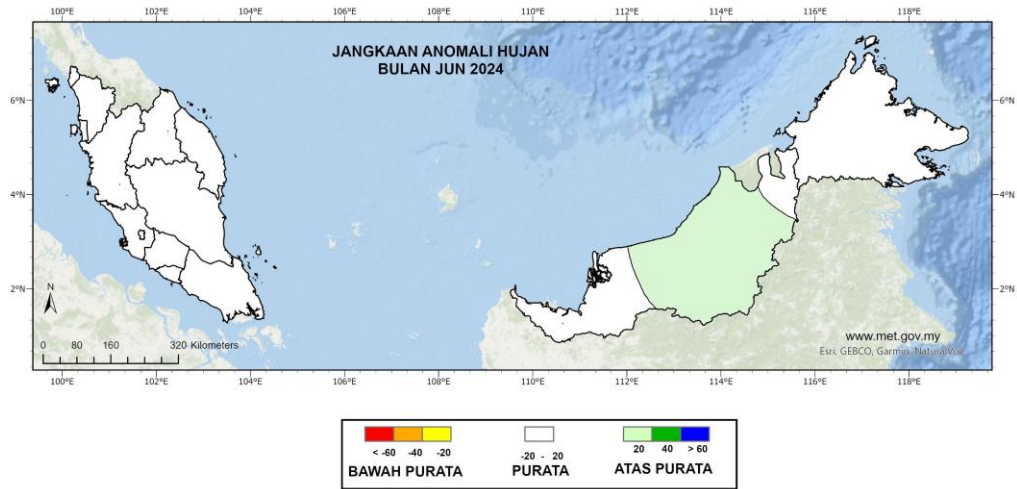 JANGKAAN ANOMALI HUJAN
BULAN JUN 2024
100°E 102°E 104°E 106°E 108°E 110°E 112°E 114°E 116°E 118°E
6°N 6°N
4°N 4°N
2°N 2°N
N
0 80 160 320 Kilometers
www.met.gov.my
Esri, GEBCO, Garmin, NaturalVue
100°E 102°E 104°E 106°E 108°E 110°E 112°E 114°E 116°E 118°E
< -60 -40 -20 -20 - 20 20 40 > 60
BAWAH PURATA PURATA ATAS PURATA